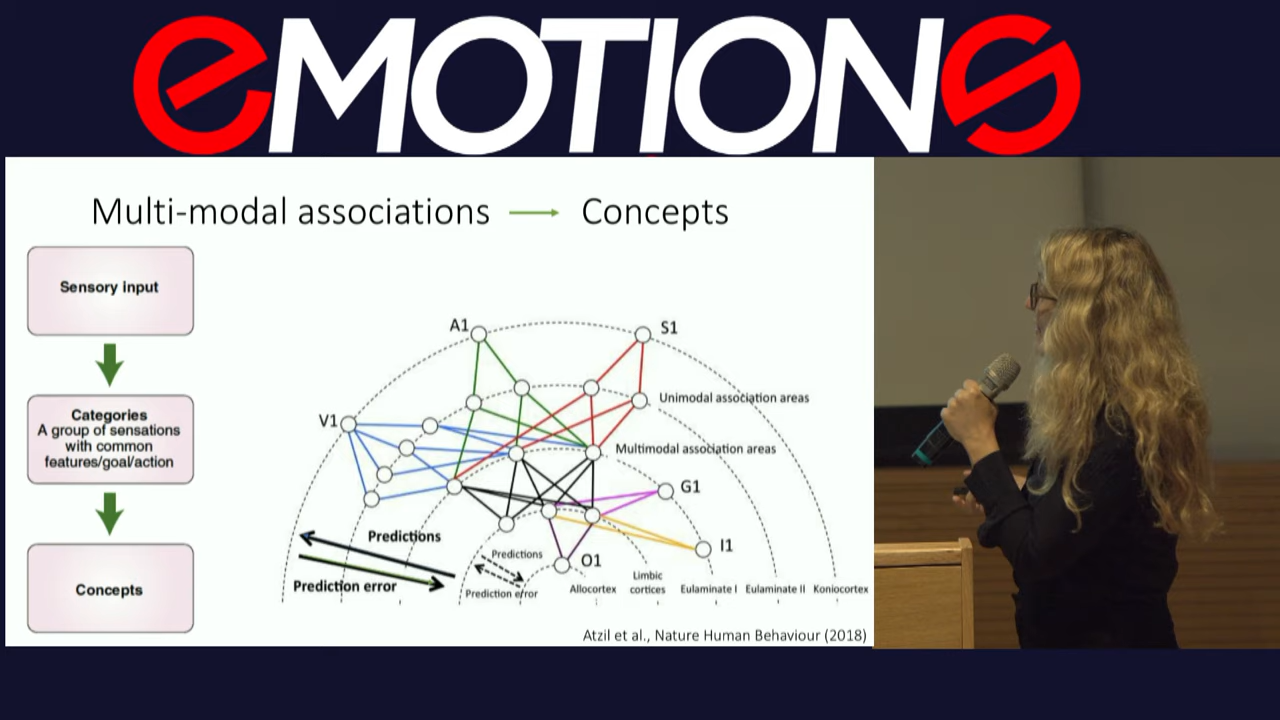 eMOTIONS
Multi-modal associations → Concepts
Sensory input
Categories
A group of sensations
with common
features/goal/action
Concepts
A1
S1
V1
Unimodal association areas
Multimodal association areas
G1
I1
O1
Predictions
Prediction error
Predictions
Prediction error
Allocortex
Limbic
cortices
Eulaminate I
Eulaminate II
Koniocortex
Atzil et al., Nature Human Behaviour (2018)